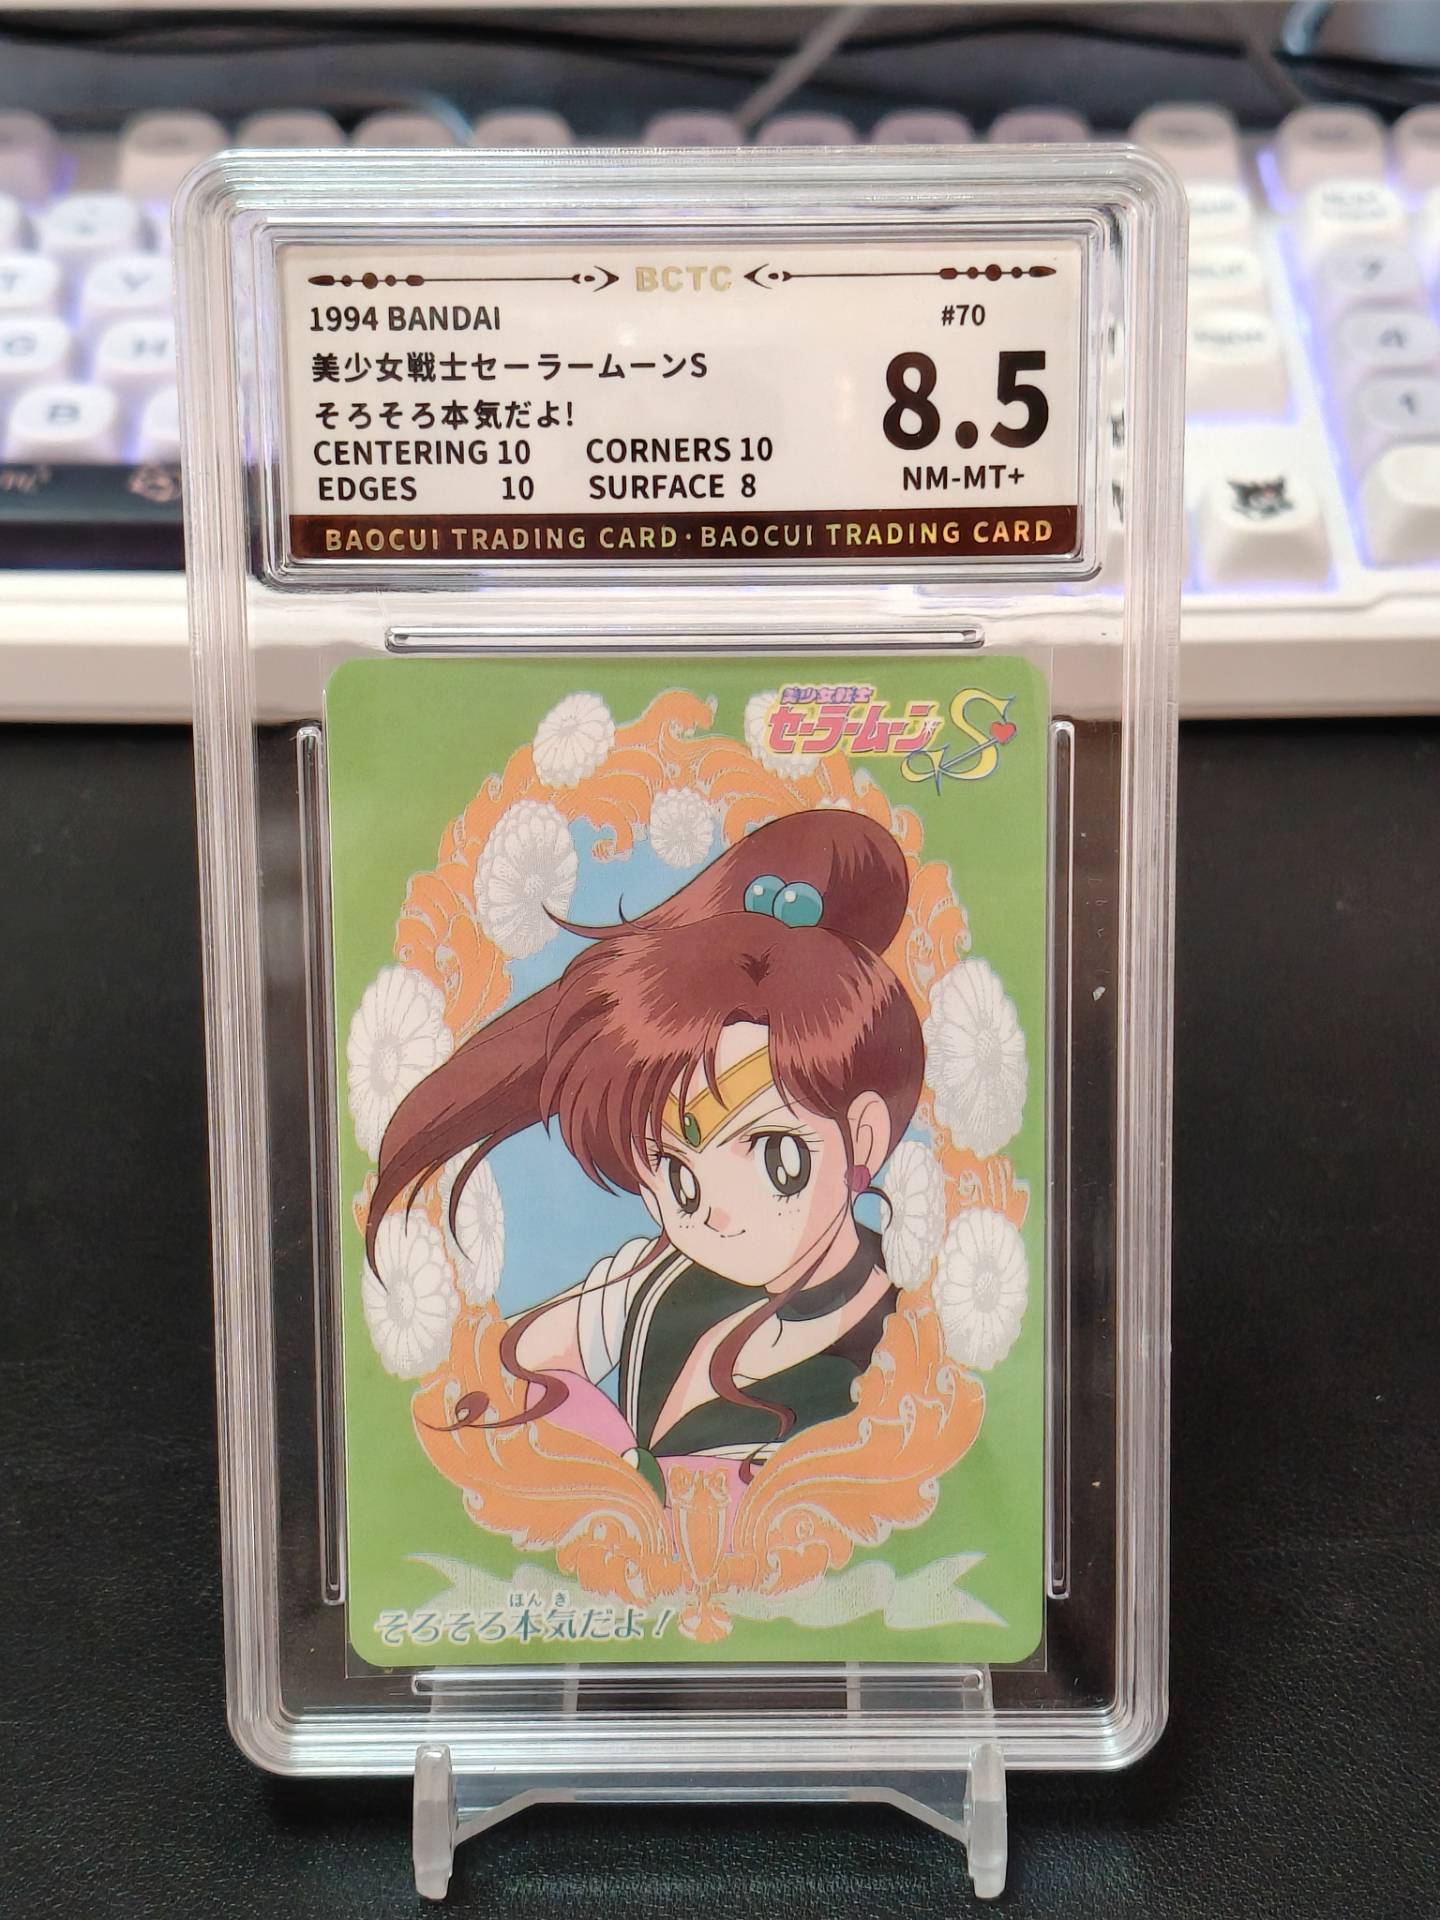 BCTC
1994 BANDAI #70
美少女戦士セーラームーンS
そろそろ本気だよ!
8.5
CENTERING 10 CORNERS 10
EDGES 10 SURFACE 8
NM-MT+
BAOCUI TRADING CARD·BAOCUI TRADING CARD
美少女戦士
セーラームーンS
ほんき
そろそろ本気だよ!